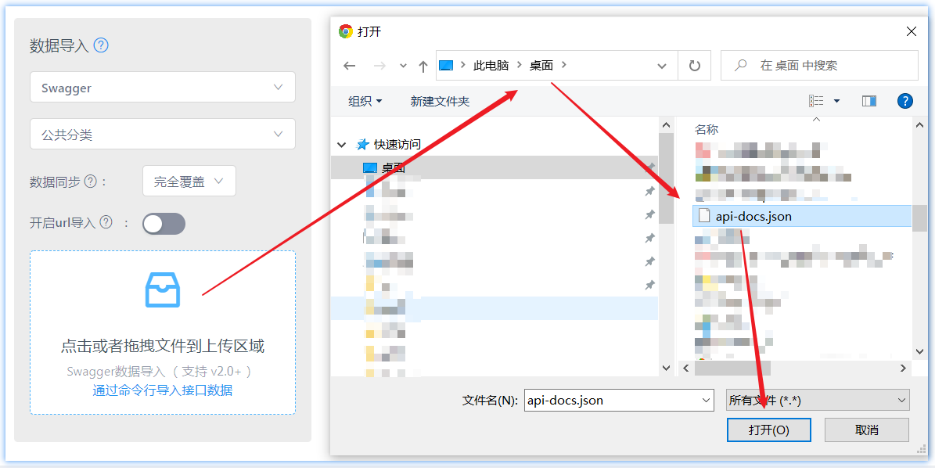 数据导入
Swagger
公共分类
数据同步 ： 完全覆盖
开启url导入 ：
点击或者拖拽文件到上传区域
Swagger数据导入（ 支持 v2.0+ ）
通过命令行导入接口数据
打开
此电脑 桌面
在 桌面 中搜索
组织 新建文件夹
快速访问
桌面
名称
api-docs.json
文件名(N): api-docs.json
所有文件 (*.*)
打开(O) 取消